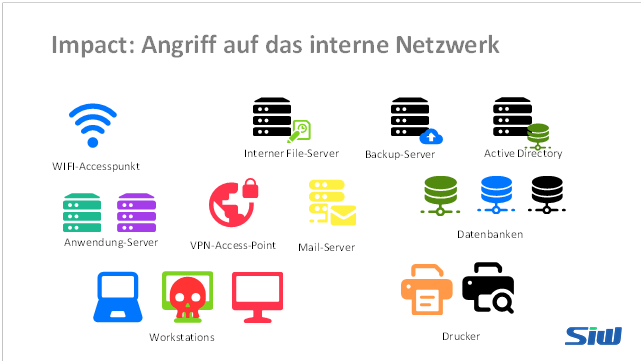 Impact: Angriff auf das interne Netzwerk
WIFI-Accesspunkt
Interner File-Server
Backup-Server
Active Directory
Anwendung-Server
VPN-Access-Point
Mail-Server
Datenbanken
Workstations
Drucker
SIW